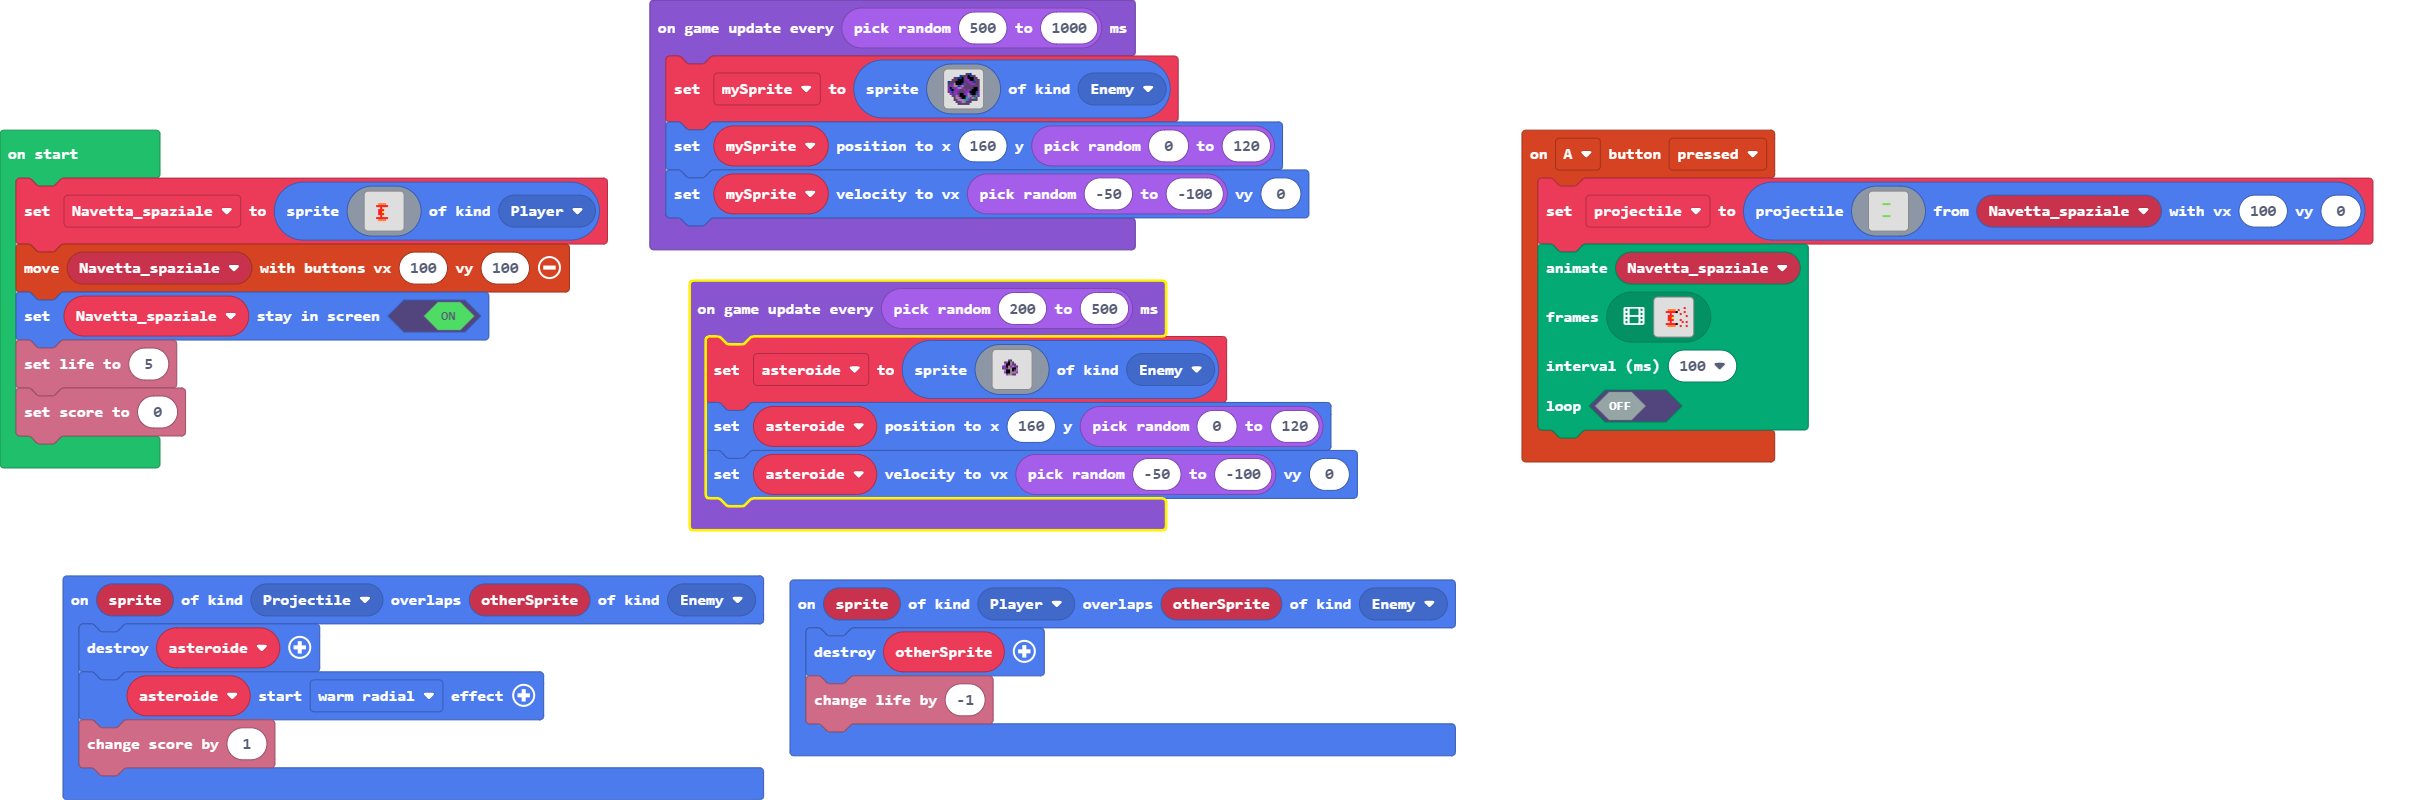 on start
set Navetta_spaziale to sprite of kind Player
move Navetta_spaziale with buttons vx 100 vy 100
set Navetta_spaziale stay in screen ON
set life to 5
set score to 0
on game update every pick random 500 to 1000 ms
set mySprite to sprite of kind Enemy
set mySprite position to x 160 y pick random 0 to 120
set mySprite velocity to vx pick random -50 to -100 vy 0
on game update every pick random 200 to 500 ms
set asteroide to sprite of kind Enemy
set asteroide position to x 160 y pick random 0 to 120
set asteroide velocity to vx pick random -50 to -100 vy 0
on A button pressed
set projectile to projectile from Navetta_spaziale with vx 100 vy 0
animate Navetta_spaziale
frames
interval (ms) 100
loop OFF
on sprite of kind Projectile overlaps otherSprite of kind Enemy
destroy asteroide
asteroide start warm radial effect
change score by 1
on sprite of kind Player overlaps otherSprite of kind Enemy
destroy otherSprite
change life by -1